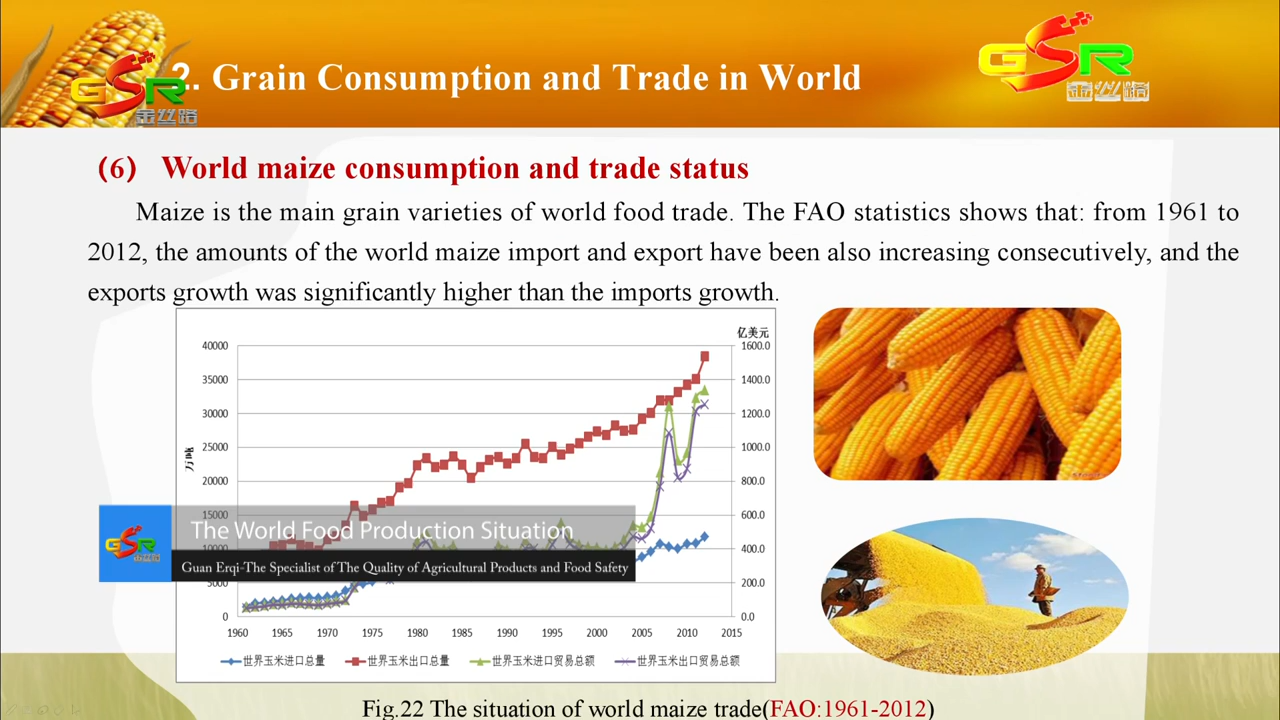 GSR
金丝路
2. Grain Consumption and Trade in World
GSR
金丝路
（6） World maize consumption and trade status
Maize is the main grain varieties of world food trade. The FAO statistics shows that: from 1961 to
2012, the amounts of the world maize import and export have been also increasing consecutively, and the
exports growth was significantly higher than the imports growth.
亿美元
40000
35000
30000
25000
20000
15000
10000
5000
0
万吨
1600.0
1400.0
1200.0
1000.0
800.0
600.0
400.0
200.0
0.0
1960 1965 1970 1975 1980 1985 1990 1995 2000 2005 2010 2015
世界玉米进口总量 世界玉米出口总量 世界玉米进口贸易总额 世界玉米出口贸易总额
GSR
金丝路
The World Food Production Situation
Guan Erqi-The Specialist of The Quality of Agricultural Products and Food Safety
Fig.22 The situation of world maize trade(FAO:1961-2012)